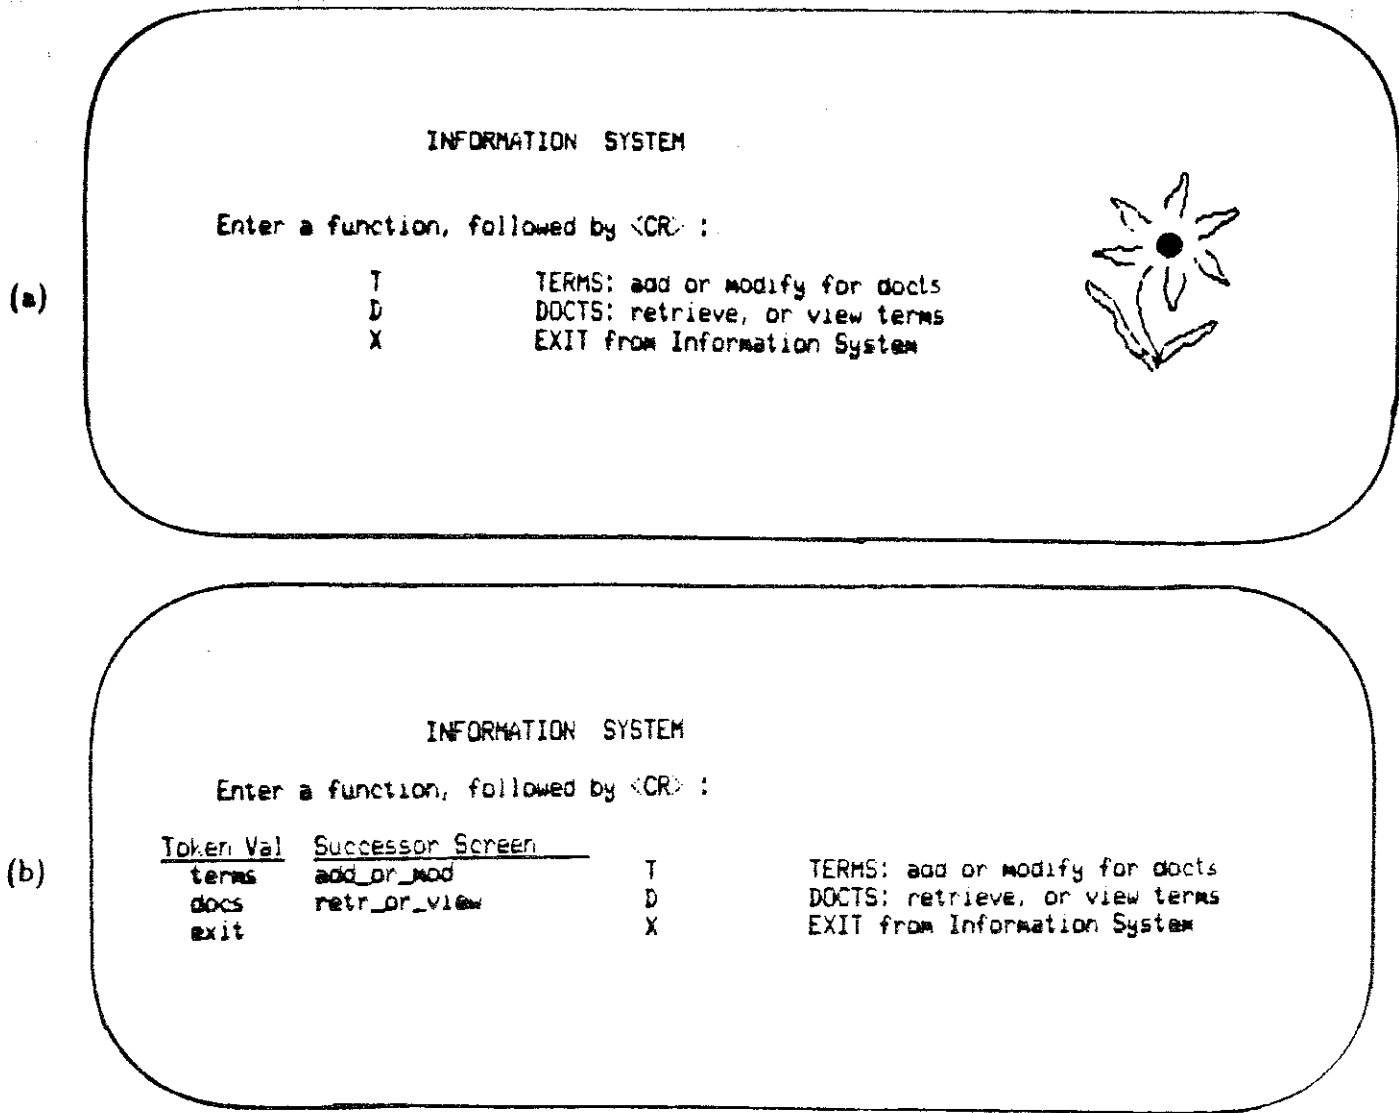 INFORMATION SYSTEM
Enter a function, followed by <CR> :
(a)
T TERMS: add or modify for docts
D DOCTS: retrieve, or view terms
X EXIT from Information System
INFORMATION SYSTEM
Enter a function, followed by <CR> :
(b)
Token Val Successor Screen
terms add_or_mod T TERMS: add or modify for docts
docs retr_or_view D DOCTS: retrieve, or view terms
exit X EXIT from Information System